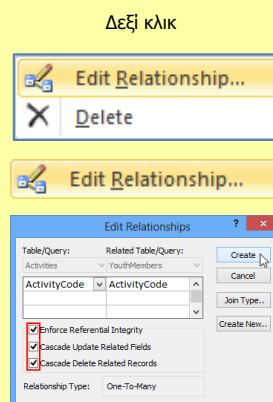 Δεξί κλικ
Edit Relationship...
Delete
Edit Relationship...
Edit Relationships ? ×
Table/Query: Related Table/Query:
Activities YouthMembers
ActivityCode ActivityCode
Enforce Referential Integrity
Cascade Update Related Fields
Cascade Delete Related Records
Relationship Type: One-To-Many
Create
Cancel
Join Type...
Create New..